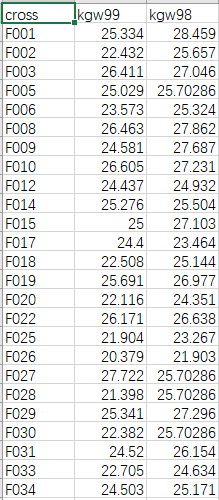 cross kgw99 kgw98
F001 25.334 28.459
F002 22.432 25.657
F003 26.411 27.046
F005 25.029 25.70286
F006 23.573 25.324
F008 26.463 27.862
F009 24.581 27.687
F010 26.605 27.231
F012 24.437 24.932
F014 25.276 25.504
F015 25 27.103
F017 24.4 23.464
F018 22.508 25.144
F019 25.691 26.977
F020 22.116 24.351
F022 26.171 26.638
F025 21.904 23.267
F026 20.379 21.903
F027 27.722 25.70286
F028 21.398 25.70286
F029 25.341 27.296
F030 22.382 25.70286
F031 24.52 26.154
F033 22.705 24.634
F034 24.503 25.171